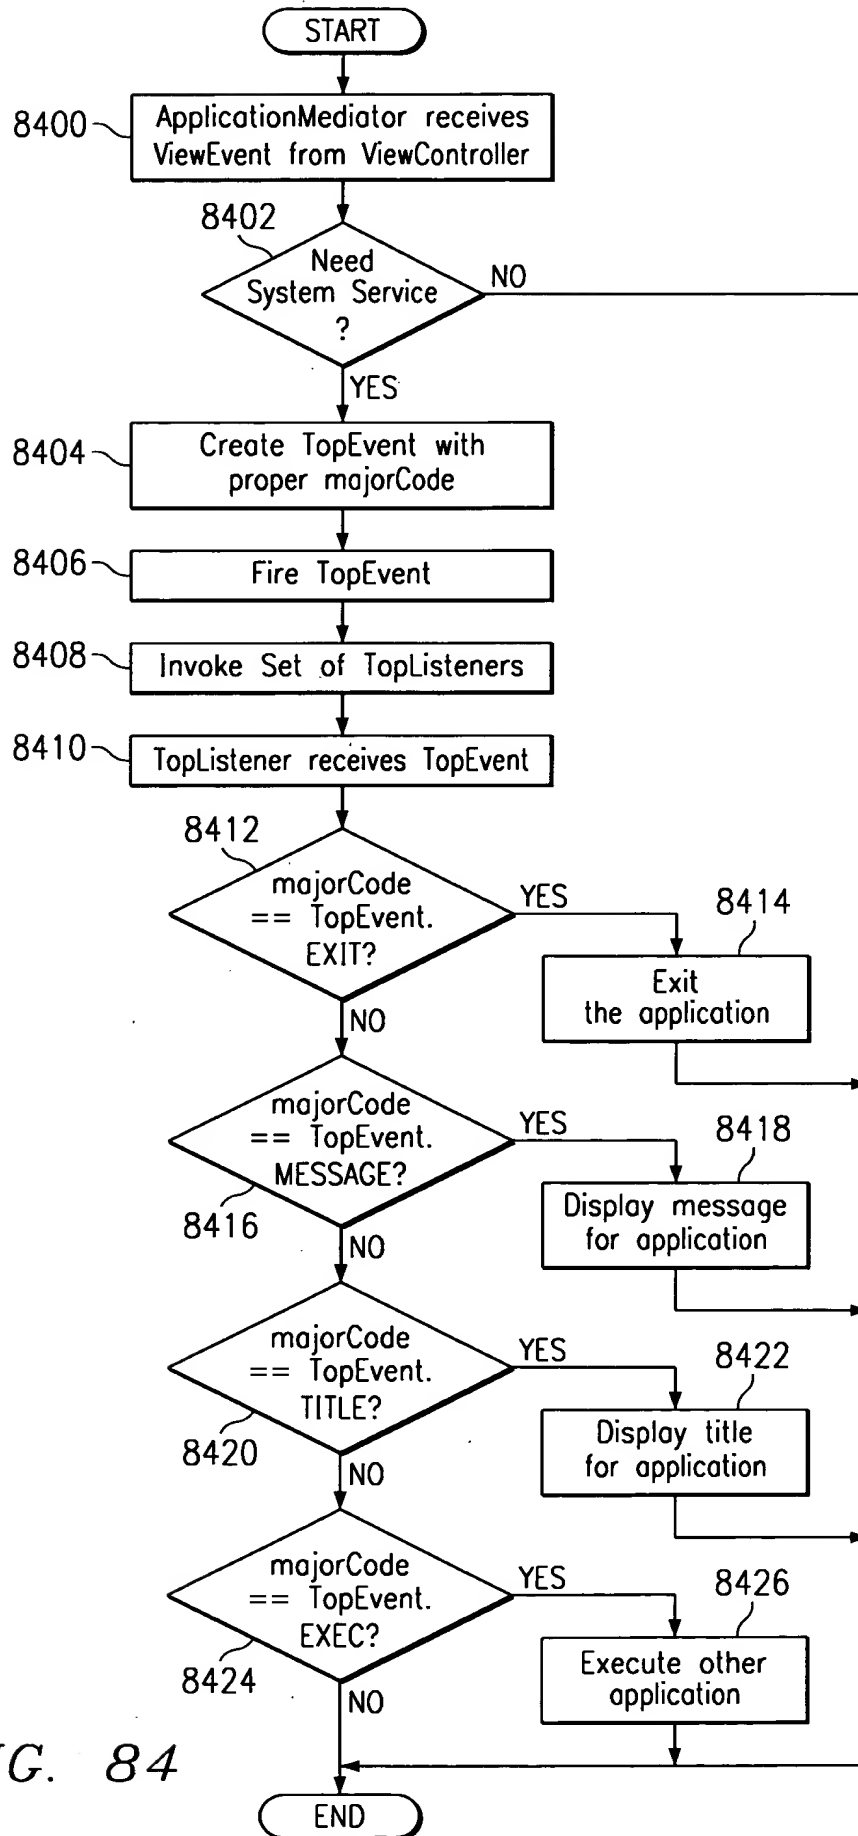 START
8400
ApplicationMediator receives
ViewEvent from ViewController
8402
Need
System Service
?
NO
YES
8404
Create TopEvent with
proper majorCode
8406
Fire TopEvent
8408
Invoke Set of TopListeners
8410
TopListener receives TopEvent
8412
majorCode
== TopEvent.
EXIT?
YES
8414
Exit
the application
NO
majorCode
== TopEvent.
MESSAGE?
YES
8418
Display message
for application
8416
NO
majorCode
== TopEvent.
TITLE?
YES
8422
Display title
for application
8420
NO
majorCode
== TopEvent.
EXEC?
YES
8426
Execute other
application
8424
NO
G. 84
END